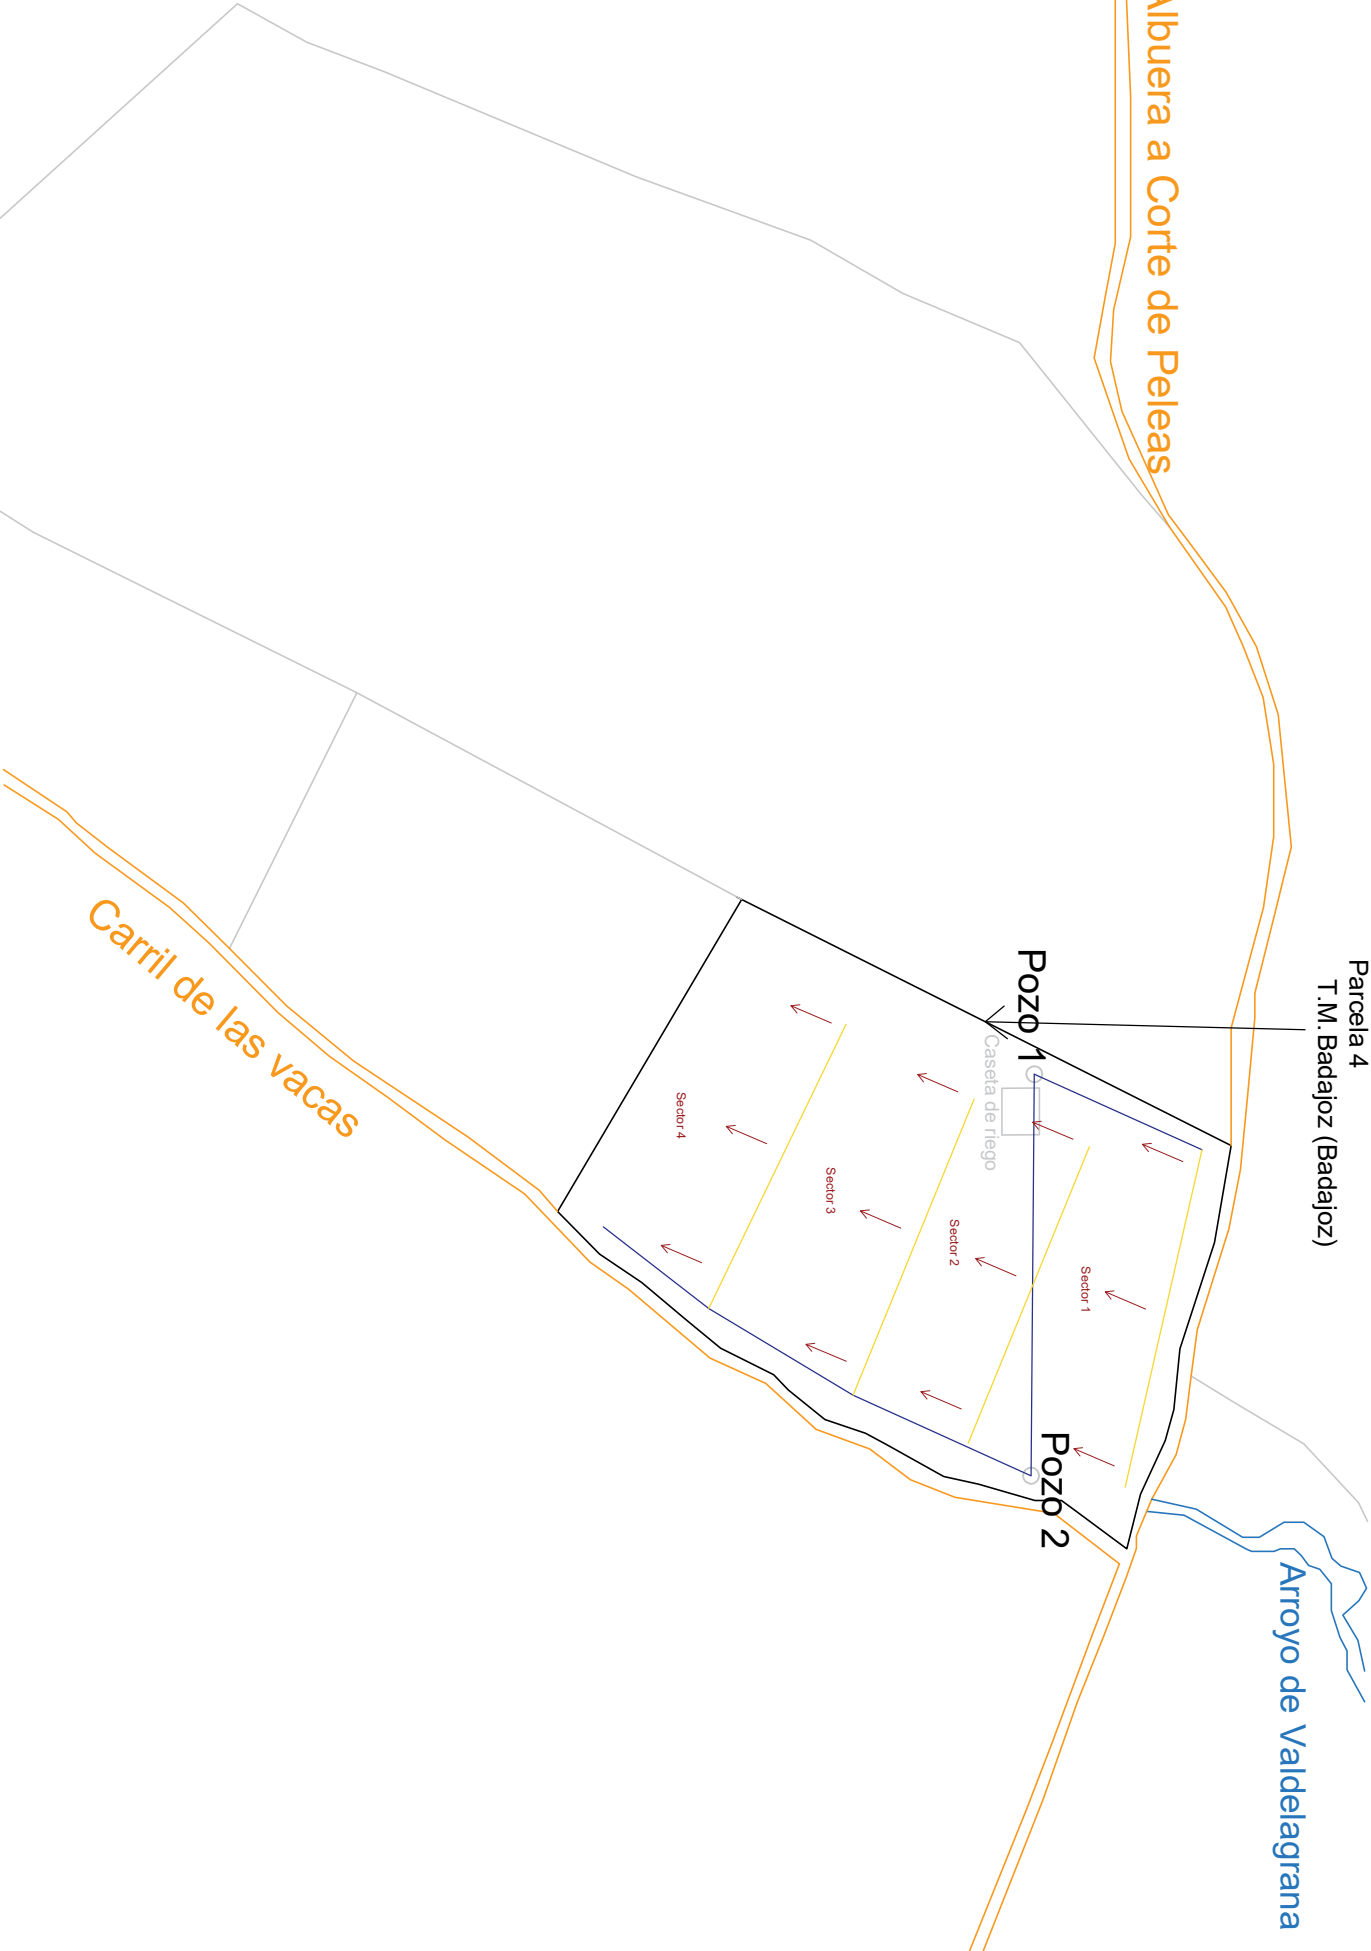 Albuera a Corte de Peleas
Parcela 4
T.M. Badajoz (Badajoz)
Pozo 1
Caseta de riego
Sector 1
Sector 2
Sector 3
Sector 4
Pozo 2
Arroyo de Valdelagrana
Carril de las vacas